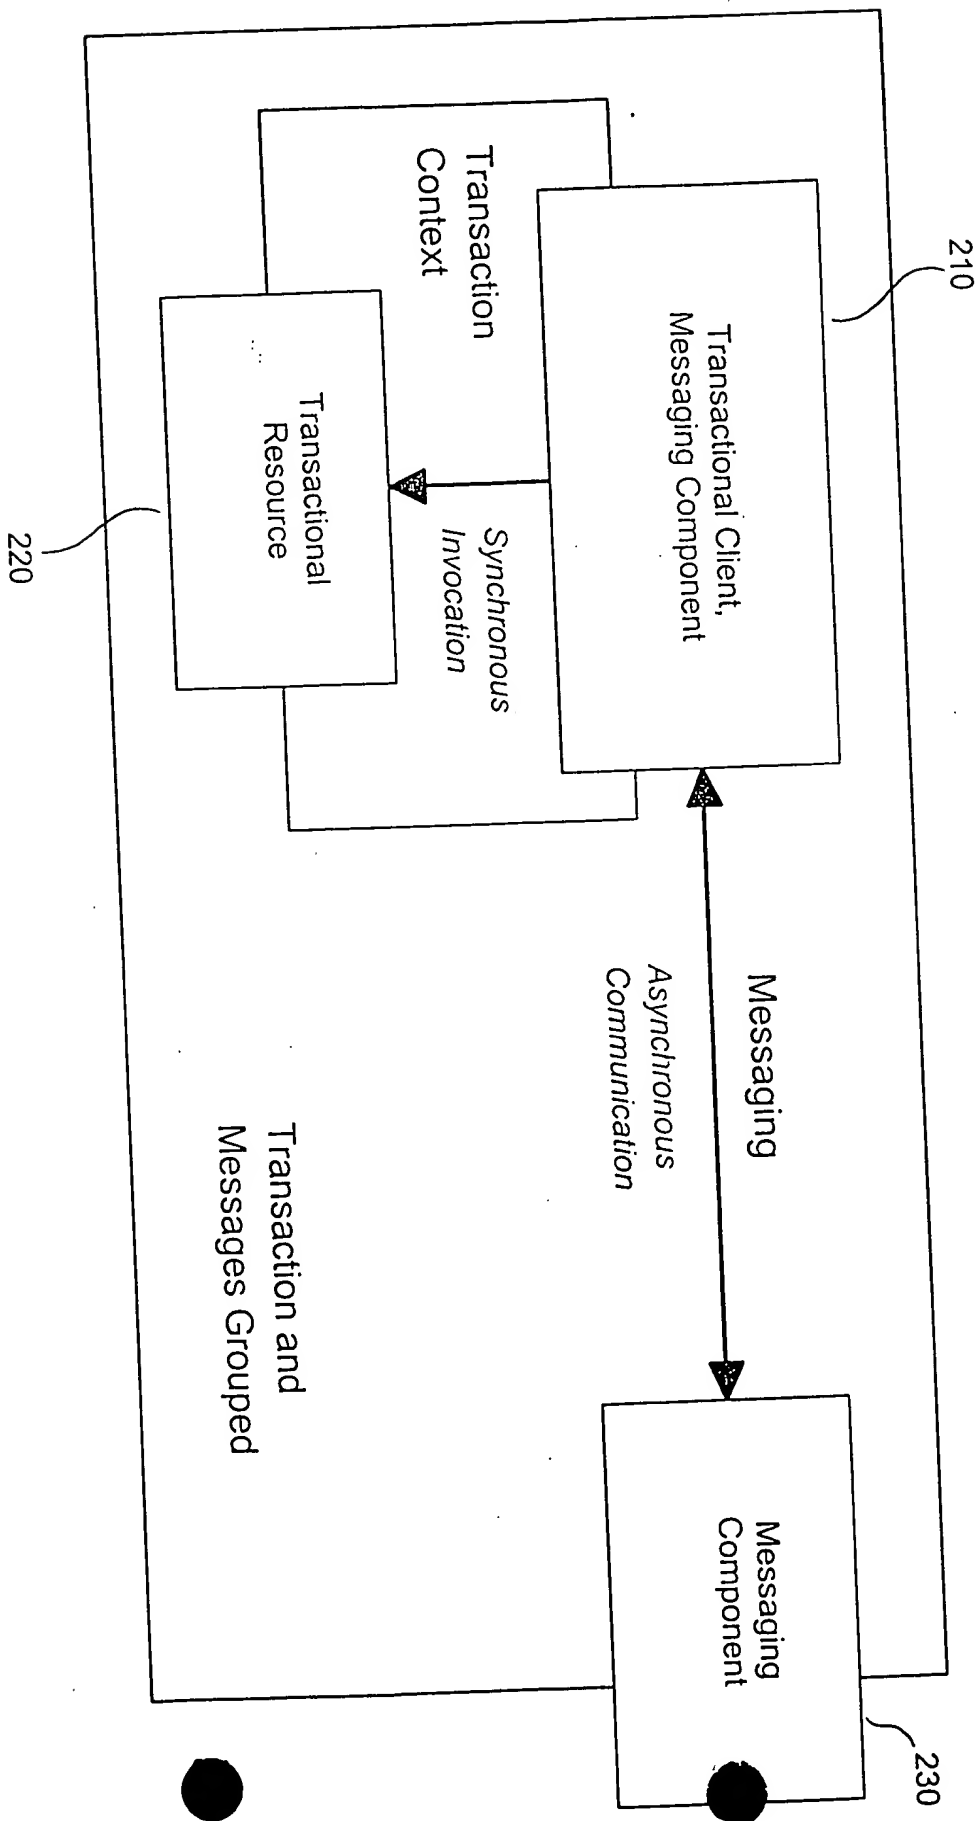 210
Transactional Client,
Messaging Component
Messaging
Asynchronous
Communication
Messaging
Component
230
Transaction
Context
Synchronous
Invocation
Transactional
Resource
220
Transaction and
Messages Grouped